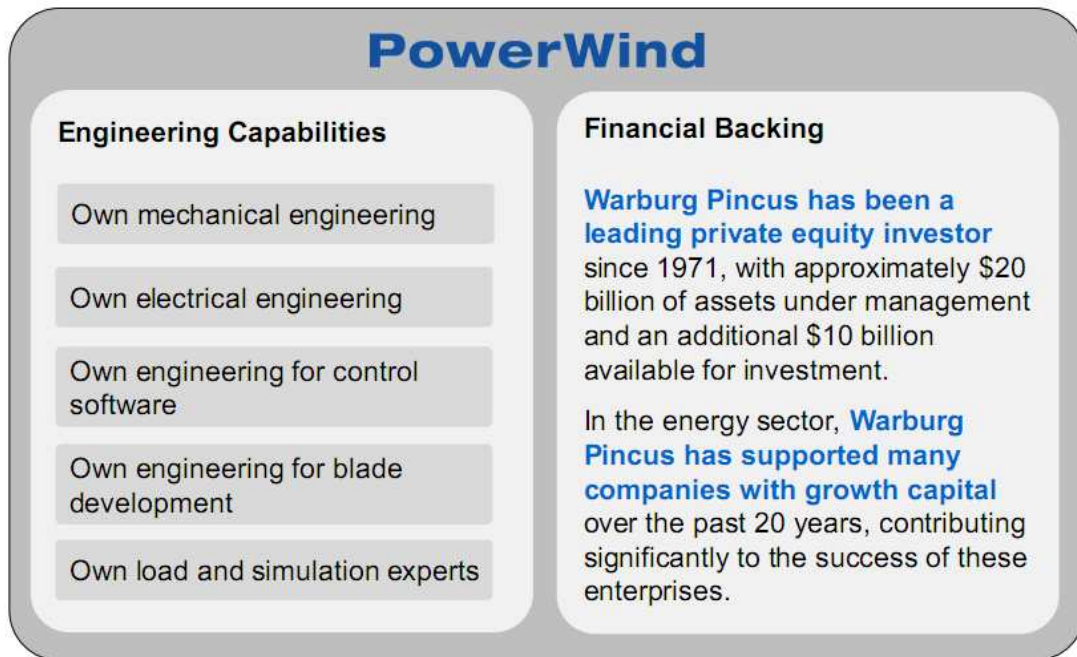 PowerWind
Engineering Capabilities
Own mechanical engineering
Own electrical engineering
Own engineering for control
software
Own engineering for blade
development
Own load and simulation experts
Financial Backing
Warburg Pincus has been a
leading private equity investor
since 1971, with approximately $20
billion of assets under management
and an additional $10 billion
available for investment.
In the energy sector, Warburg
Pincus has supported many
companies with growth capital
over the past 20 years, contributing
significantly to the success of these
enterprises.